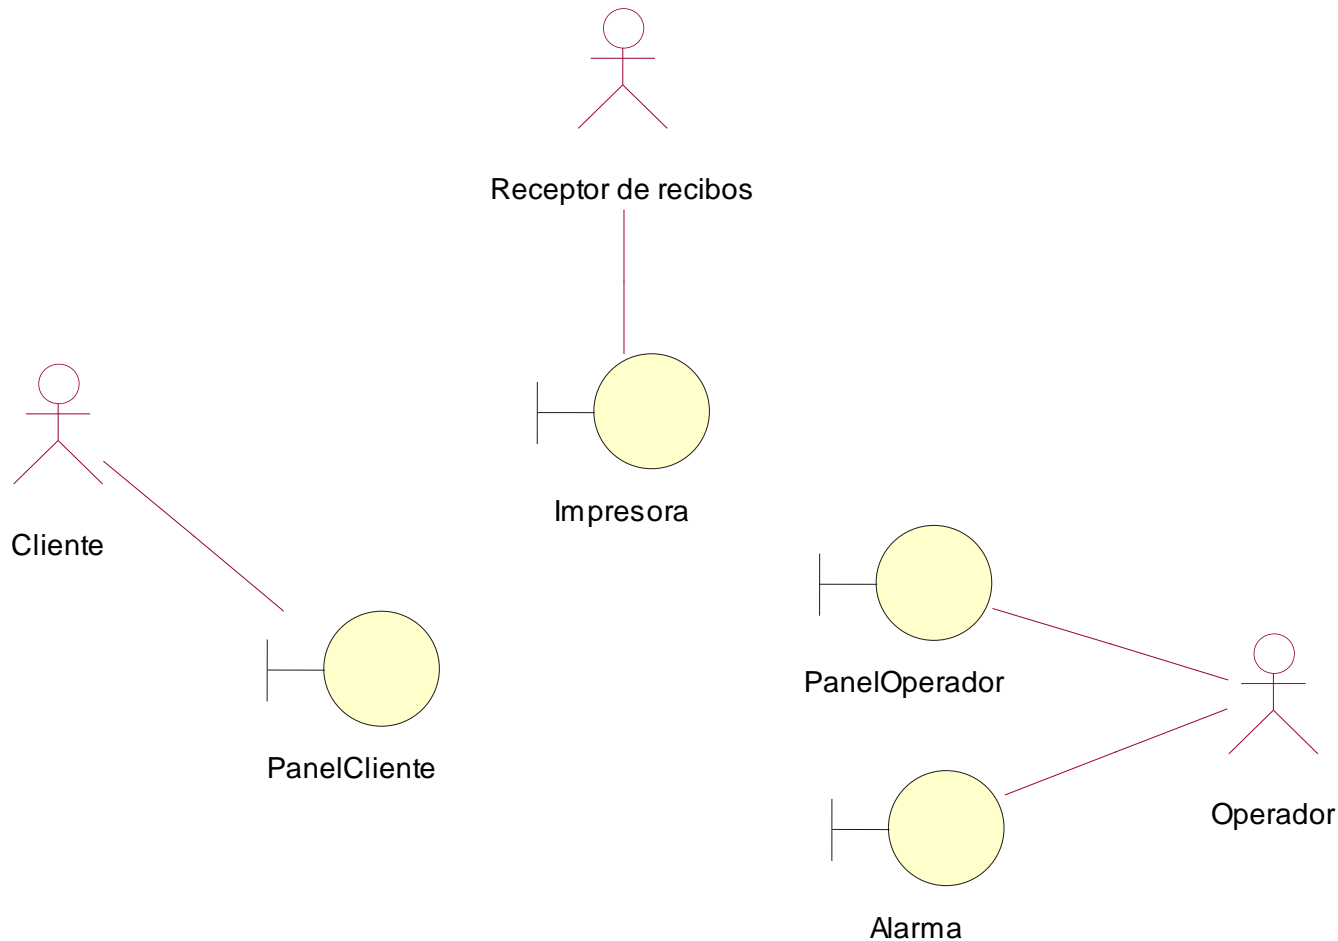 Receptor de recibos
Impresora
Cliente
PanelOperador
PanelCliente
Operador
Alarma